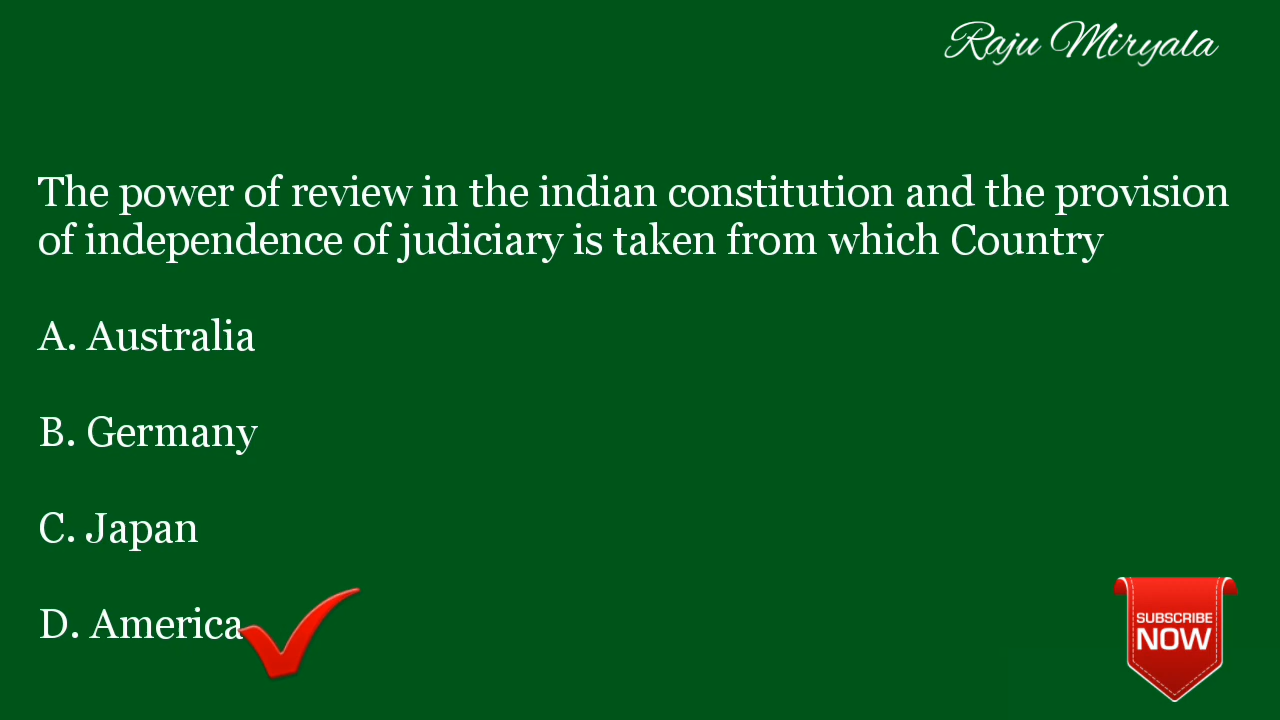 Raju Miryala
The power of review in the indian constitution and the provision
of independence of judiciary is taken from which Country
A. Australia
B. Germany
C. Japan
D. America
SUBSCRIBE
NOW